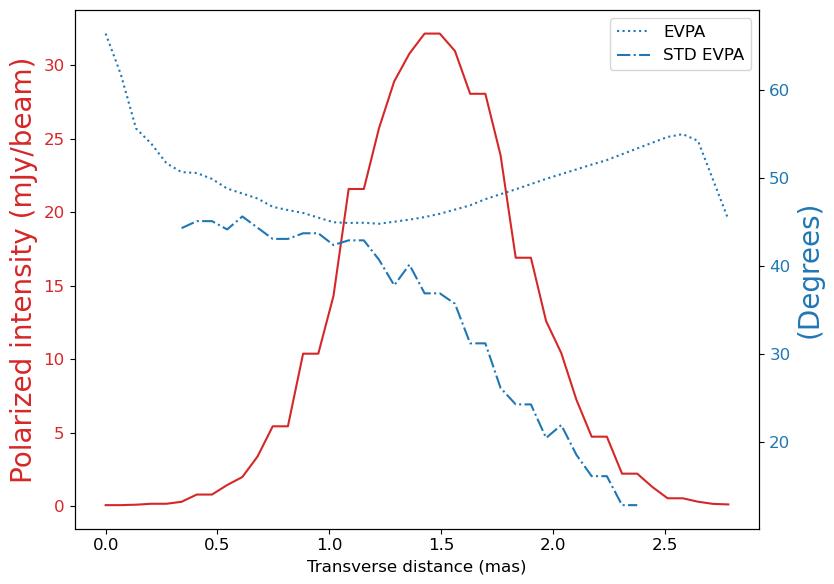 EVPA
STD EVPA
Polarized intensity (mJy/beam)
30
25
20
15
10
5
0
60
50
40
30
20
(Degrees)
0.0 0.5 1.0 1.5 2.0 2.5
Transverse distance (mas)